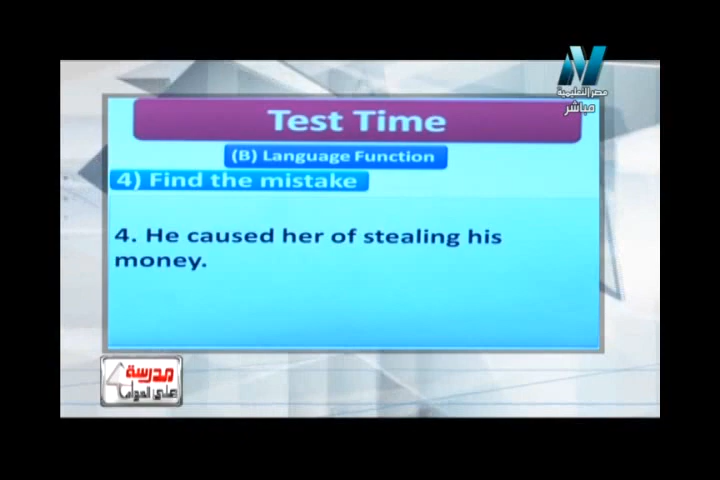 مصر التعليمية
مباشر
Test Time
(B) Language Function
4) Find the mistake
4. He caused her of stealing his
money.
مدرسة
على الهواء